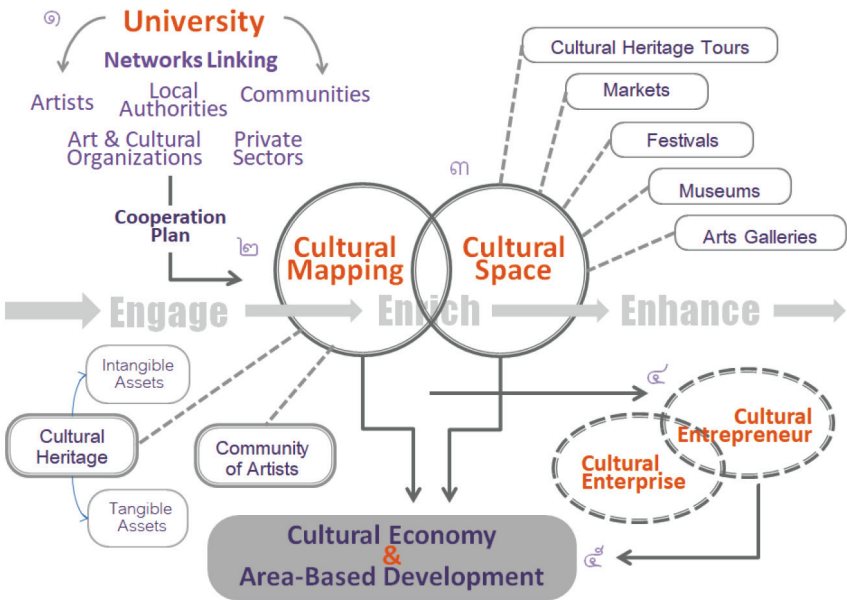 ๑
University
Networks Linking
Artists
Local
Authorities
Communities
Art & Cultural
Organizations
Private
Sectors
Cooperation
Plan
๒
๓
Cultural Heritage Tours
Markets
Festivals
Museums
Arts Galleries
Cultural
Mapping
Cultural
Space
Engage
Enrich
Enhance
Intangible
Assets
Cultural
Heritage
Tangible
Assets
Community
of Artists
๔
Cultural
Entrepreneur
Cultural
Enterprise
Cultural Economy
&
Area-Based Development
๕